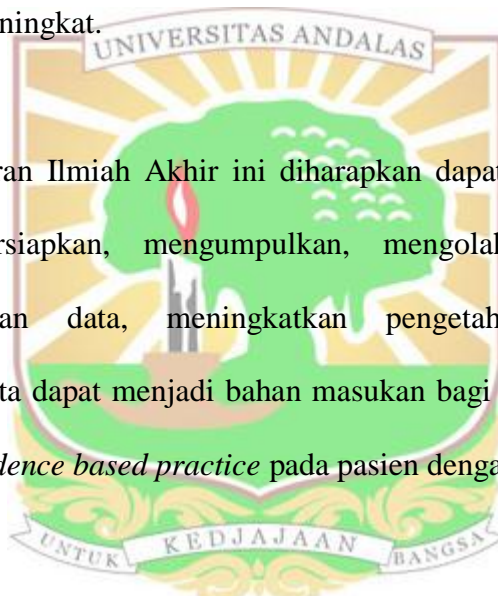 ningkat.
UNIVERSITAS ANDALAS
ran Ilmiah Akhir ini diharapkan dapat
rsiapkan, mengumpulkan, mengolal
an data, meningkatkan pengetah
ta dapat menjadi bahan masukan bagi
dence based practice pada pasien denga
UNTUK KEDJAJAAN BANGSA